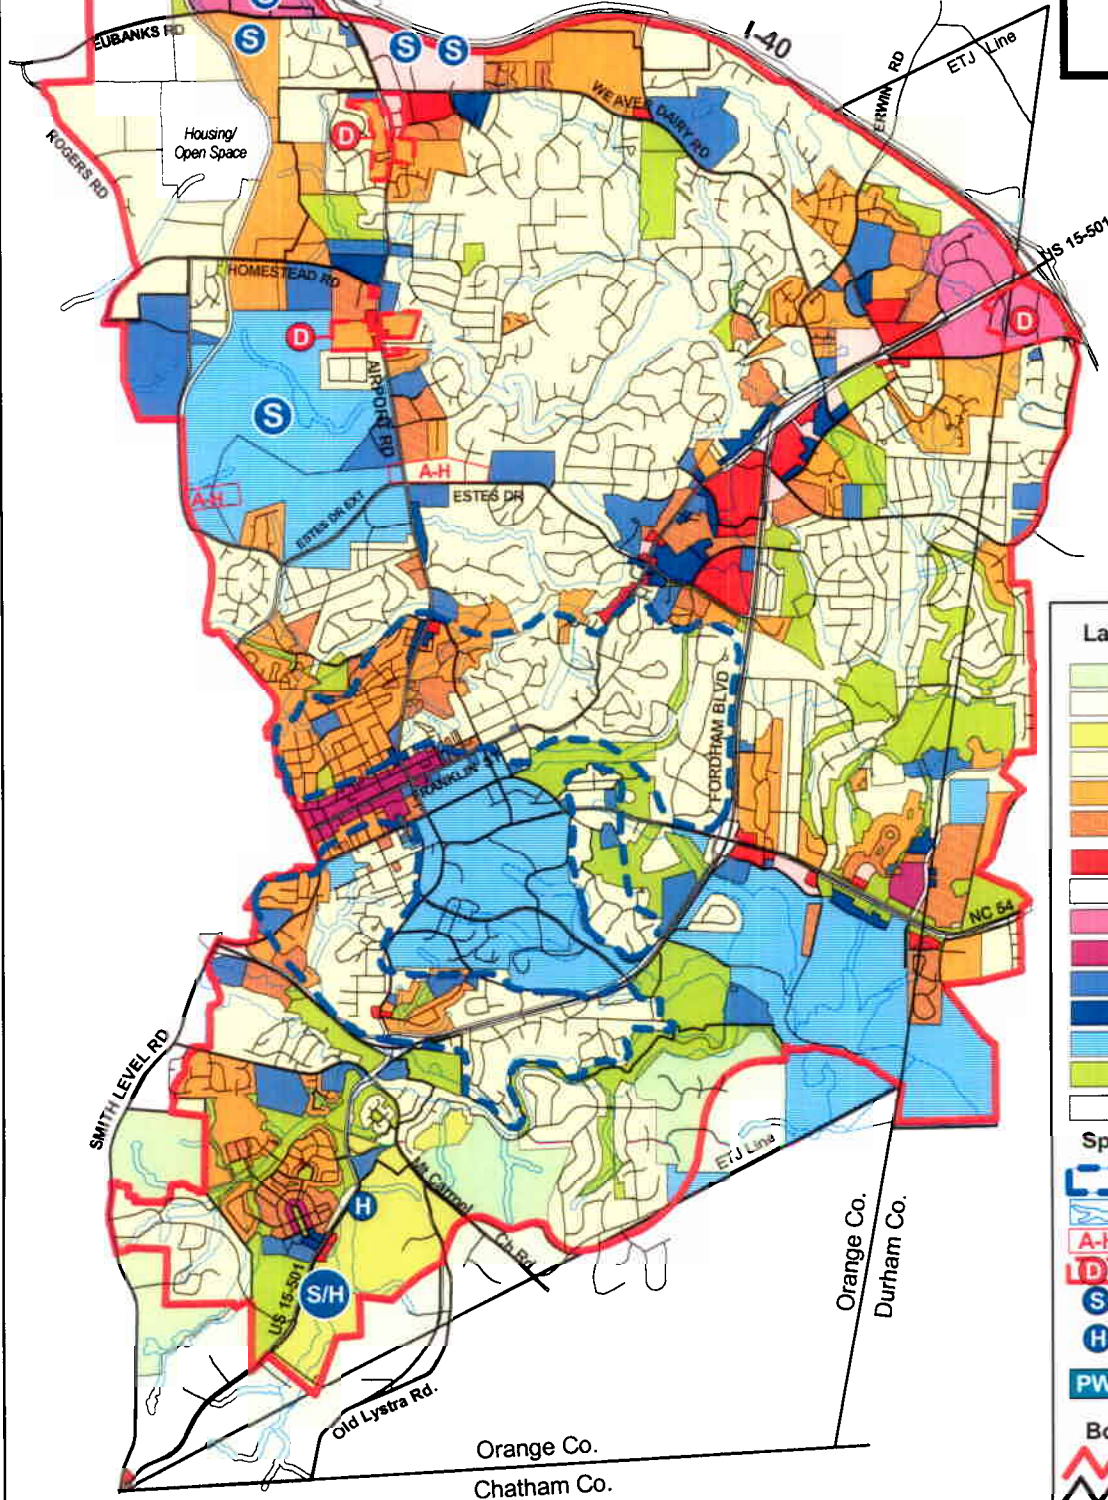 S
EUBANKS RD
S
S
S
I-40
ETJ Line
ERWIN RD
WEAVER DAIRY RD
D
Housing/
Open Space
ROGERS RD
US 15-501
HOMESTEAD RD
D
D
AIRPORT RD
S
A-H
A-H
ESTES DR
ESTES DR EXT
La
FORDHAM BLVD
FRANKLIN ST
NC 54
SMITH LEVEL RD
ETJ Line
Sp
Mt Carmel
Ch Rd
H
Orange Co.
Durham Co.
A-H
D
S
H
S/H
US 15-501
PW
Old Lystra Rd.
Bo
Orange Co.
Chatham Co.